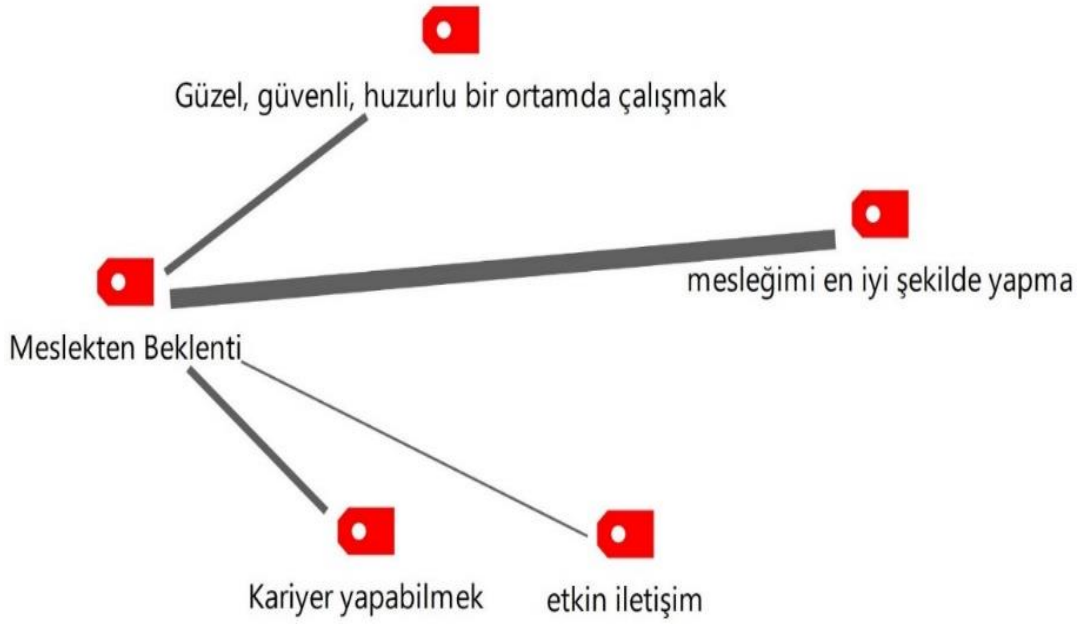 Güzel, güvenli, huzurlu bir ortamda çalışmak
mesleğimi en iyi şekilde yapma
Meslekten Beklenti
Kariyer yapabilmek
etkin iletişim